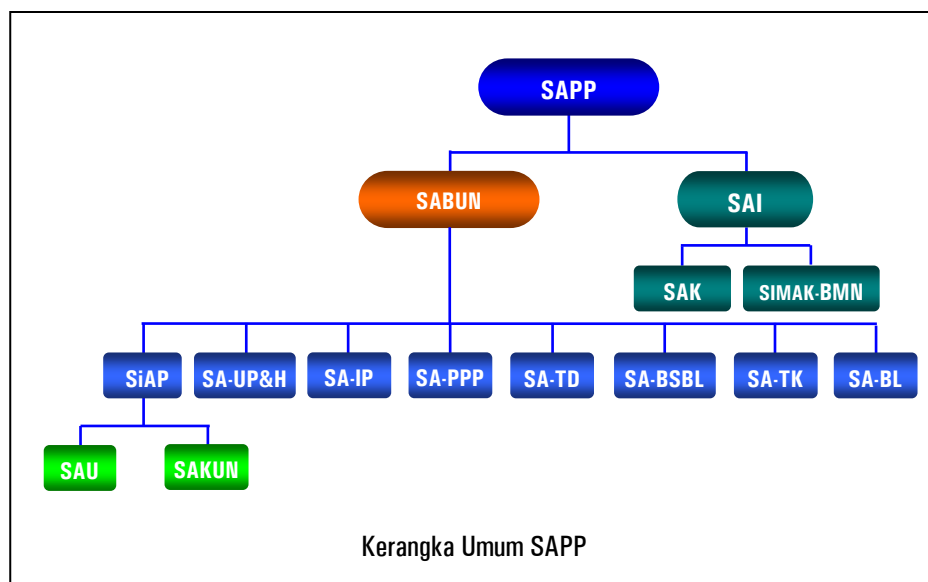 SAPP
SABUN
SAI
SAK
SIMAK-BMN
SiAP
SA-UP&H
SA-IP
SA-PPP
SA-TD
SA-BSBL
SA-TK
SA-BL
SAU
SAKUN
Kerangka Umum SAPP